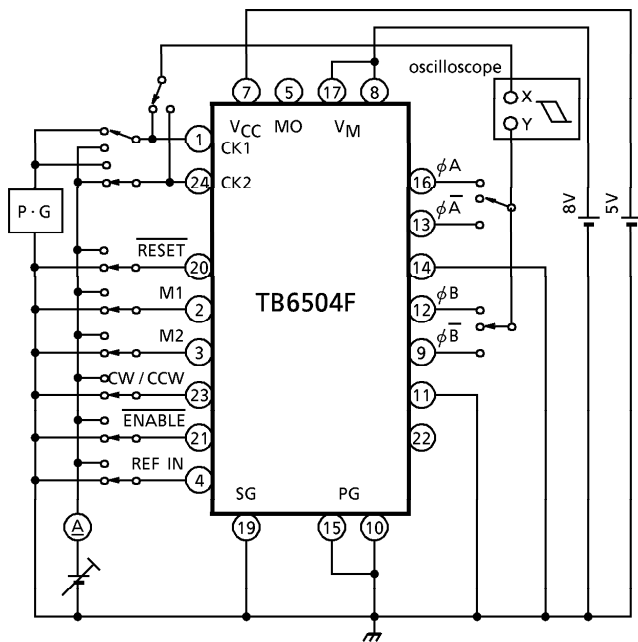 oscilloscope
X
Y
7
5
17
8
VCC
MO
VM
1
CK1
24
CK2
P・G
16
φA
13
φA̅
8V
5V
R̅E̅S̅E̅T̅
20
14
M1
2
TB6504F
12
φB
M2
3
9
φB̅
CW / CCW
23
11
E̅N̅A̅B̅L̅E̅
21
22
REF IN
4
SG
PG
A
19
15
10